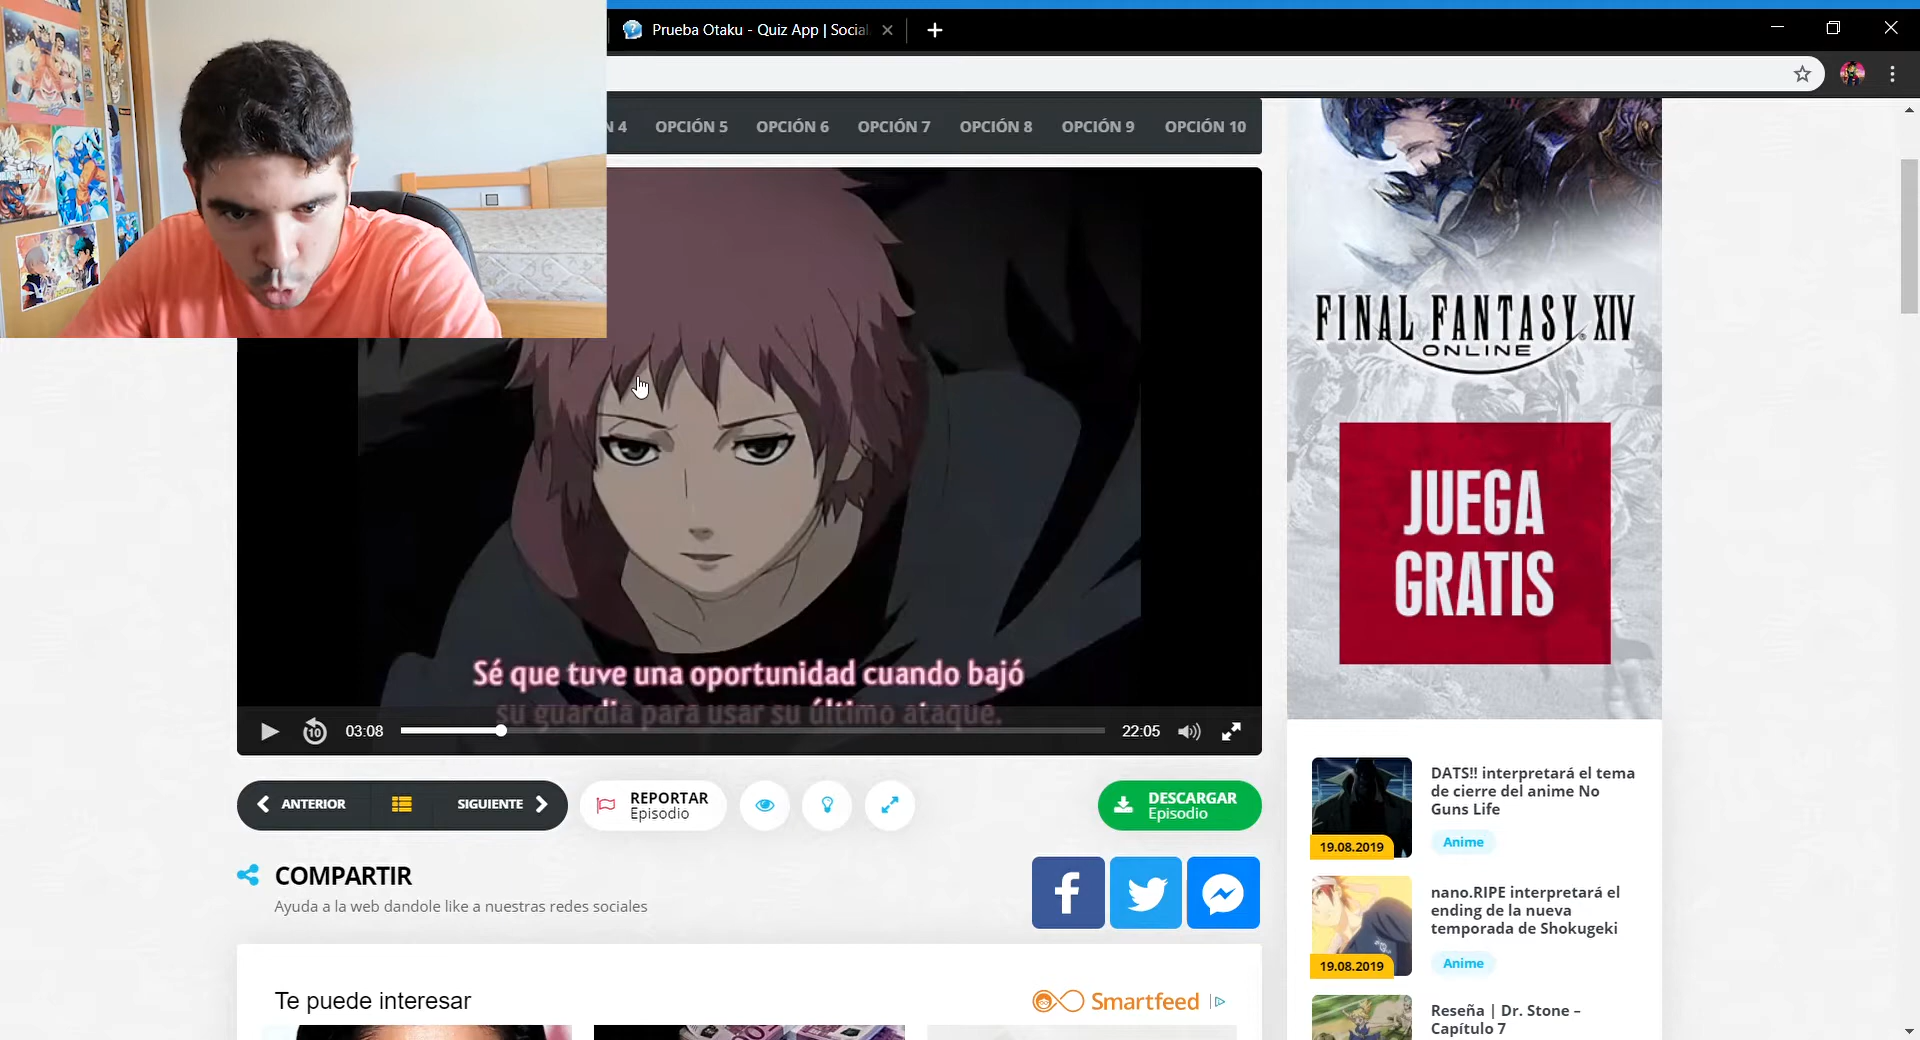 Prueba Otaku - Quiz App | Social
N 4 OPCIÓN 5 OPCIÓN 6 OPCIÓN 7 OPCIÓN 8 OPCIÓN 9 OPCIÓN 10
FINAL FANTASY XIV
ONLINE
JUEGA
GRATIS
Sé que tuve una oportunidad cuando bajó
su guardia para usar su último ataque.
10 03:08 22:05
ANTERIOR SIGUIENTE
REPORTAR
Episodio
DESCARGAR
Episodio
COMPARTIR
Ayuda a la web dandole like a nuestras redes sociales
Te puede interesar
Smartfeed
DATS!! interpretará el tema
de cierre del anime No
Guns Life
19.08.2019
Anime
nano.RIPE interpretará el
ending de la nueva
temporada de Shokugeki
19.08.2019
Anime
Reseña | Dr. Stone –
Capítulo 7